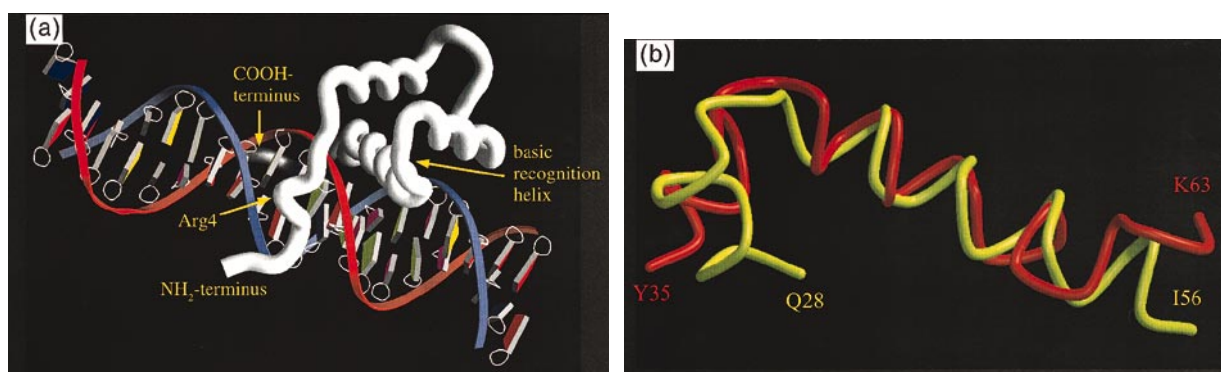 (a)
COOH-
terminus
basic
recognition
helix
Arg4
NH₂-terminus
(b)
K63
Y35
Q28
I56